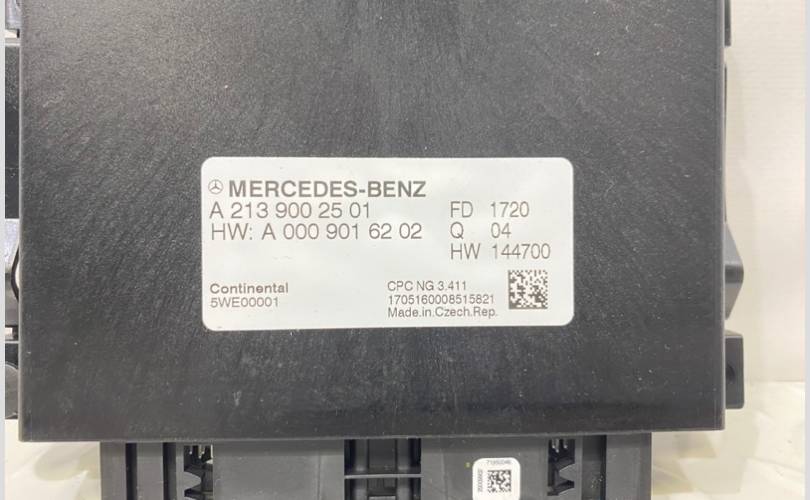 MERCEDES-BENZ
A 213 900 25 01
HW: A 000 901 62 02
FD 1720
Q 04
HW 144700
Continental
5WE00001
CPC NG 3.411
1705160008515821
Made.in.Czech.Rep.